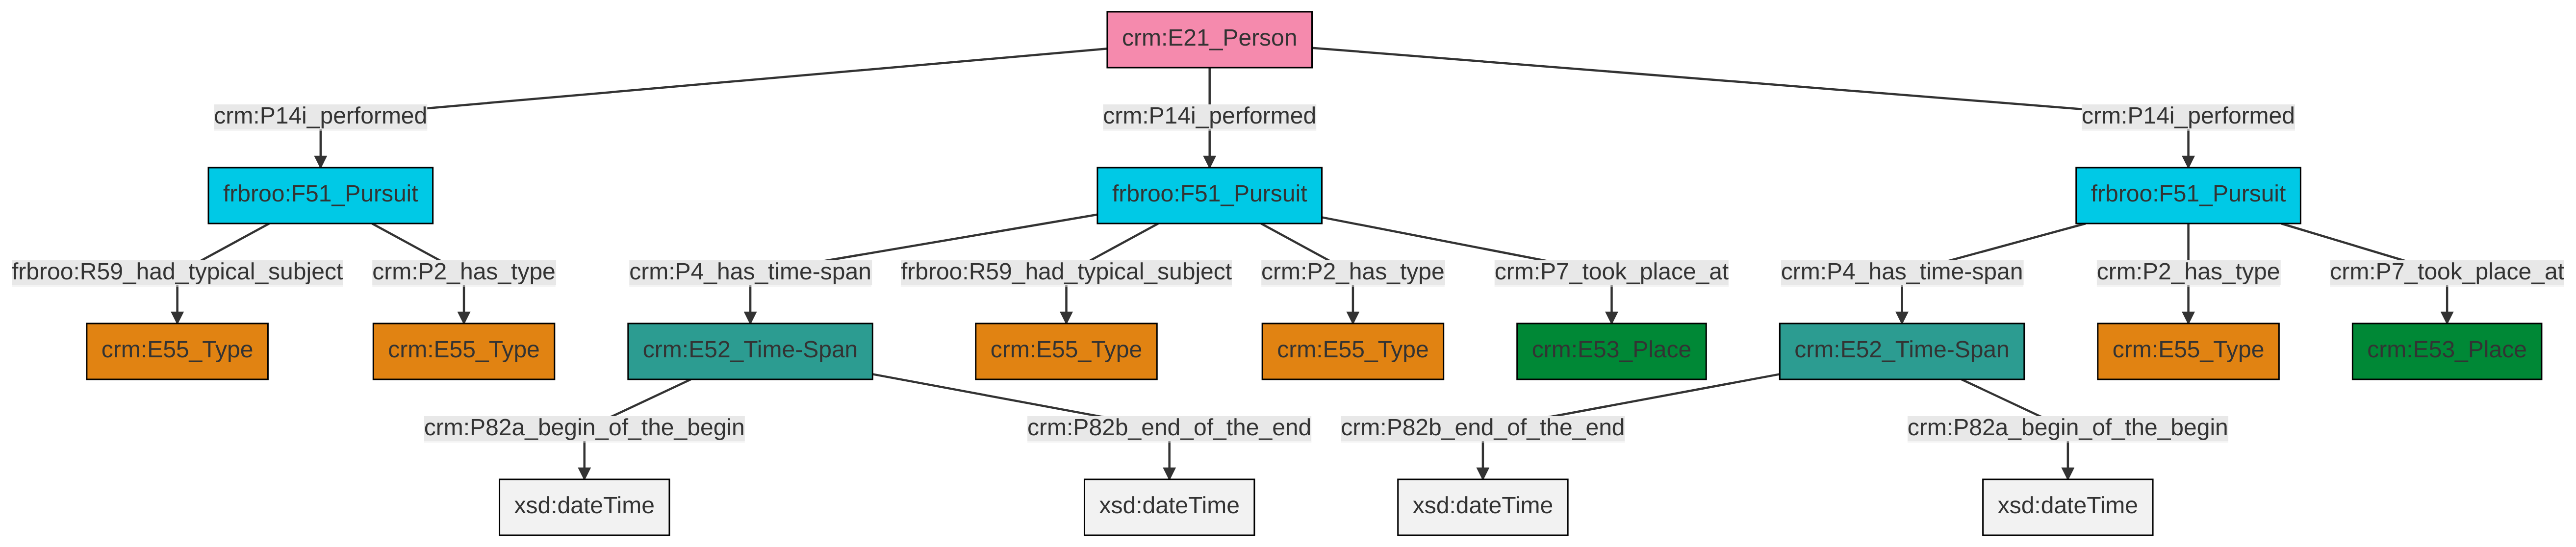 crm:E21_Person
crm:P14i_performed
crm:P14i_performed
crm:P14i_performed
frbroo:F51_Pursuit
frbroo:F51_Pursuit
frbroo:F51_Pursuit
frbroo:R59_had_typical_subject
crm:P2_has_type
crm:P4_has_time-span
frbroo:R59_had_typical_subject
crm:P2_has_type
crm:P7_took_place_at
crm:P4_has_time-span
crm:P2_has_type
crm:P7_took_place_at
crm:E55_Type
crm:E55_Type
crm:E52_Time-Span
crm:E55_Type
crm:E55_Type
crm:E53_Place
crm:E52_Time-Span
crm:E55_Type
crm:E53_Place
crm:P82a_begin_of_the_begin
crm:P82b_end_of_the_end
crm:P82b_end_of_the_end
crm:P82a_begin_of_the_begin
xsd:dateTime
xsd:dateTime
xsd:dateTime
xsd:dateTime